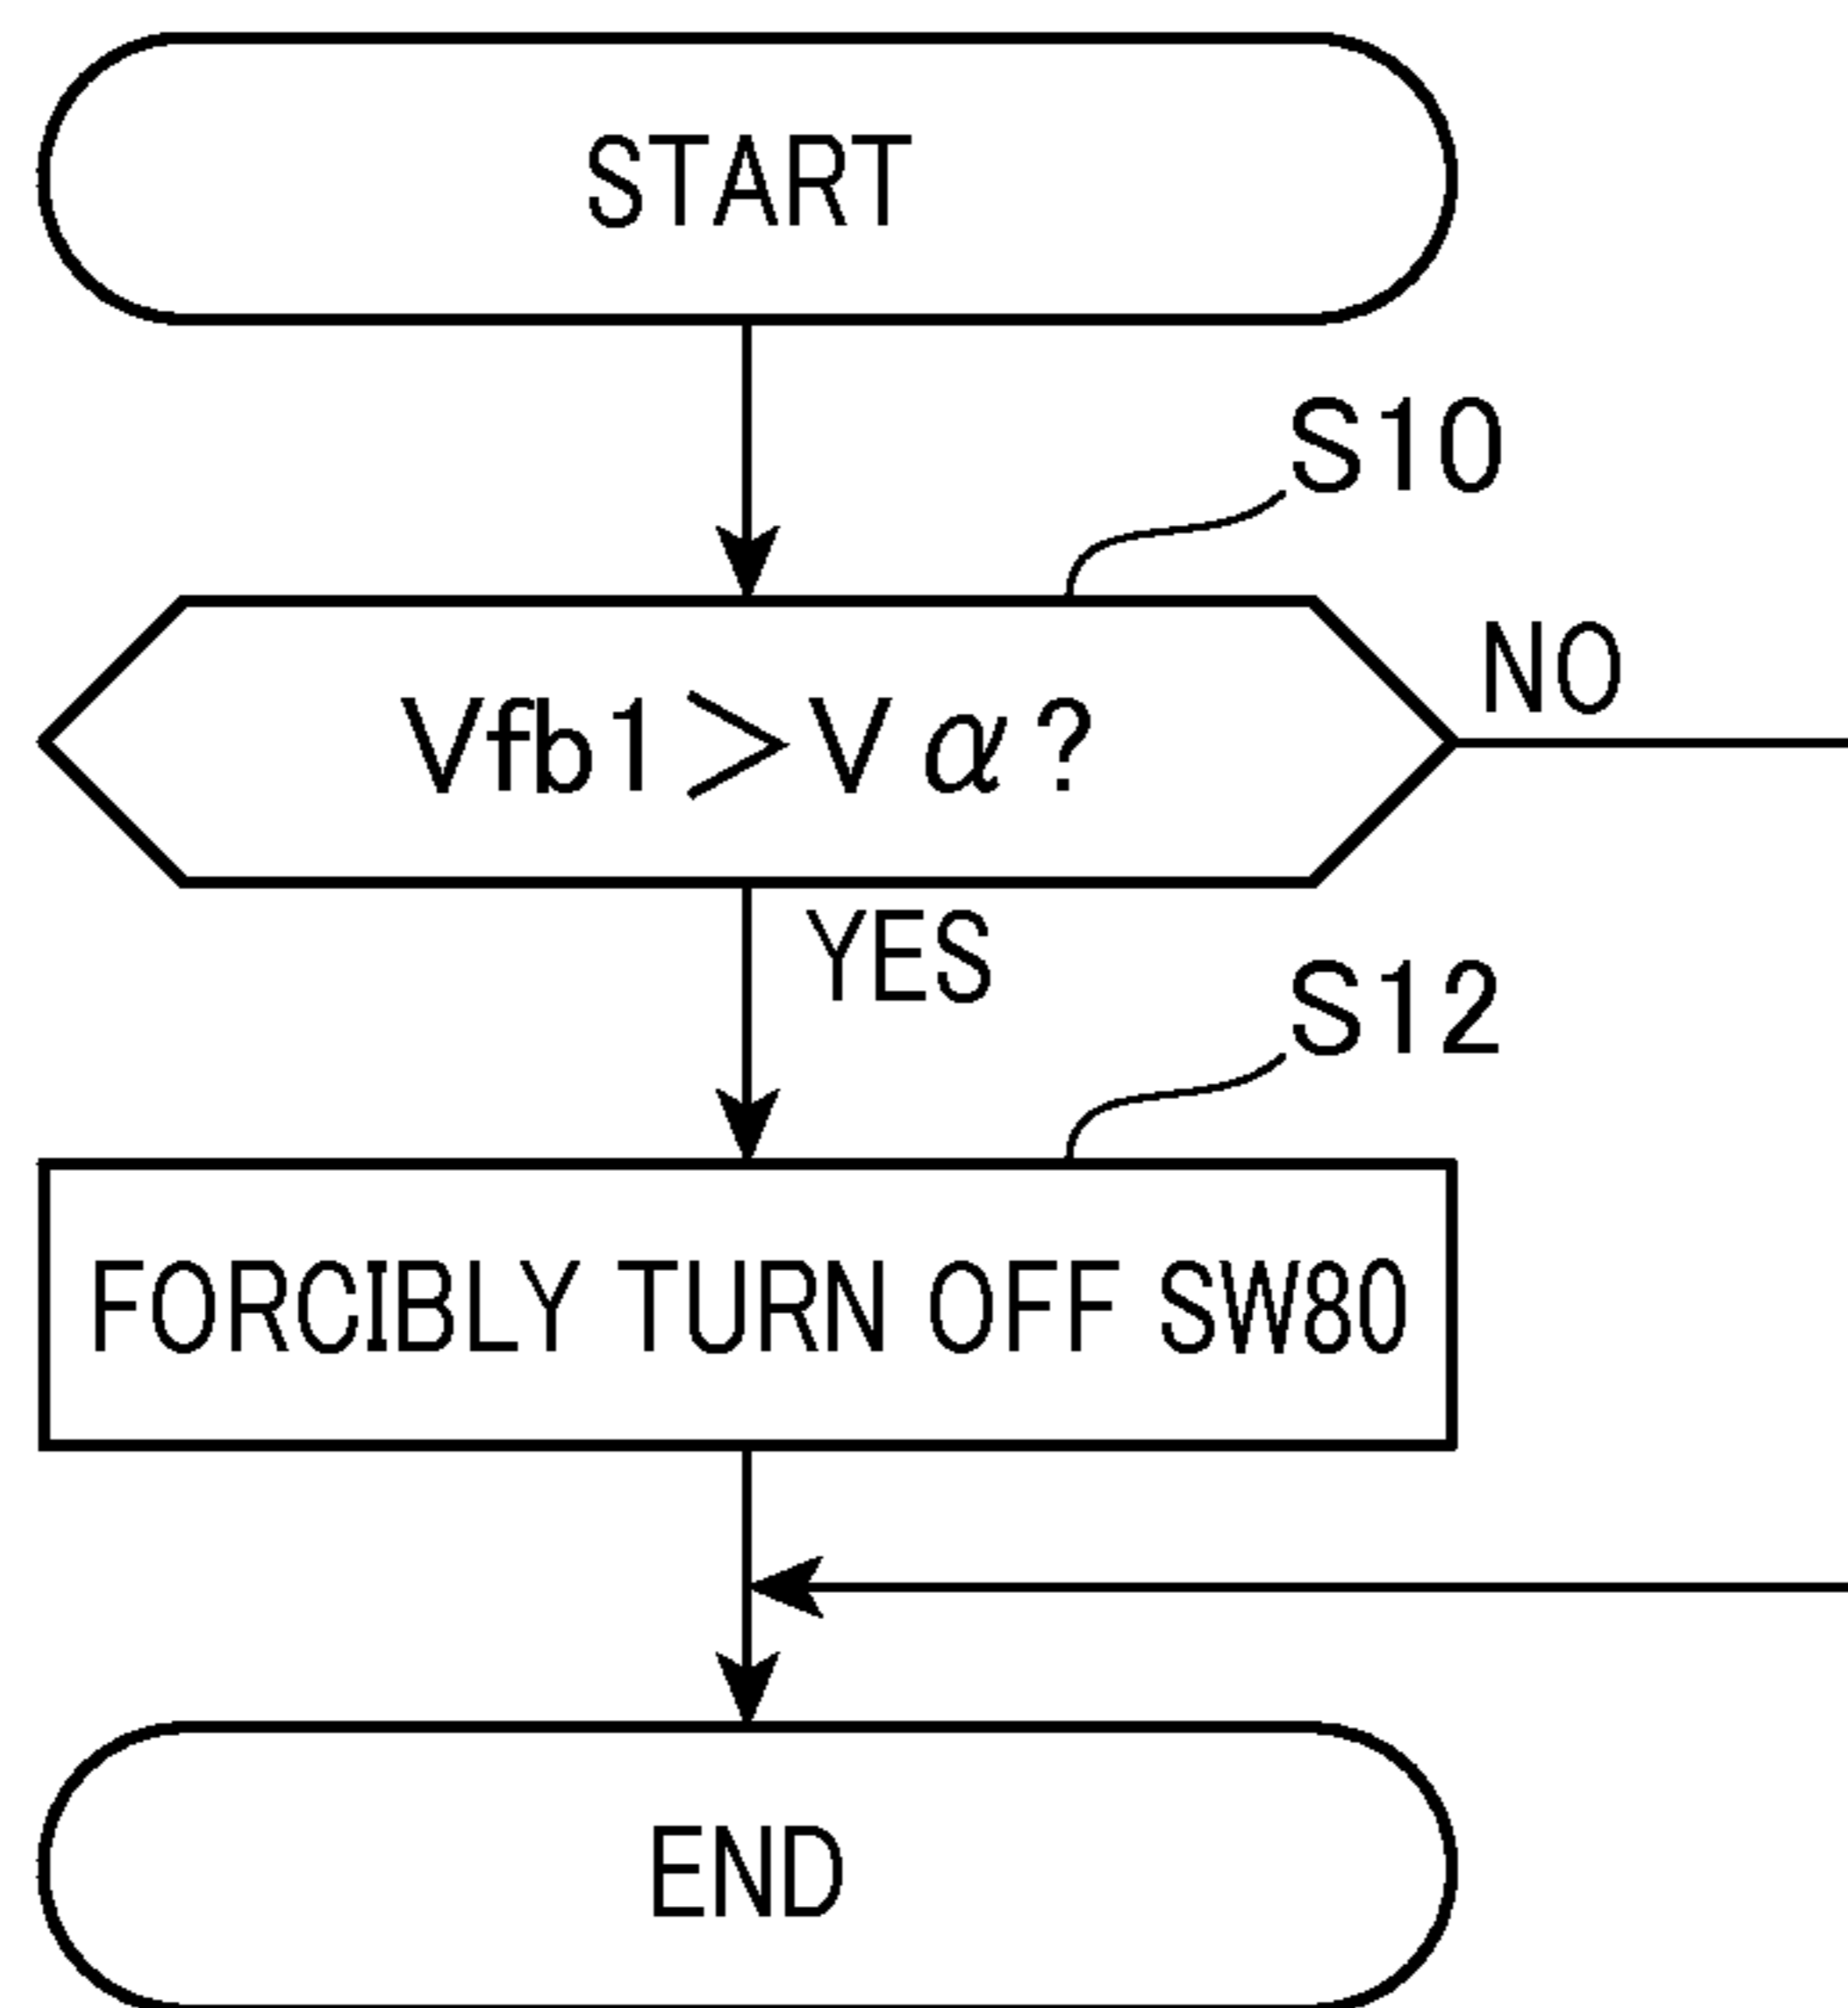 START
S10
Vfb1>Vα?
NO
YES
S12
FORCIBLY TURN OFF SW80
END